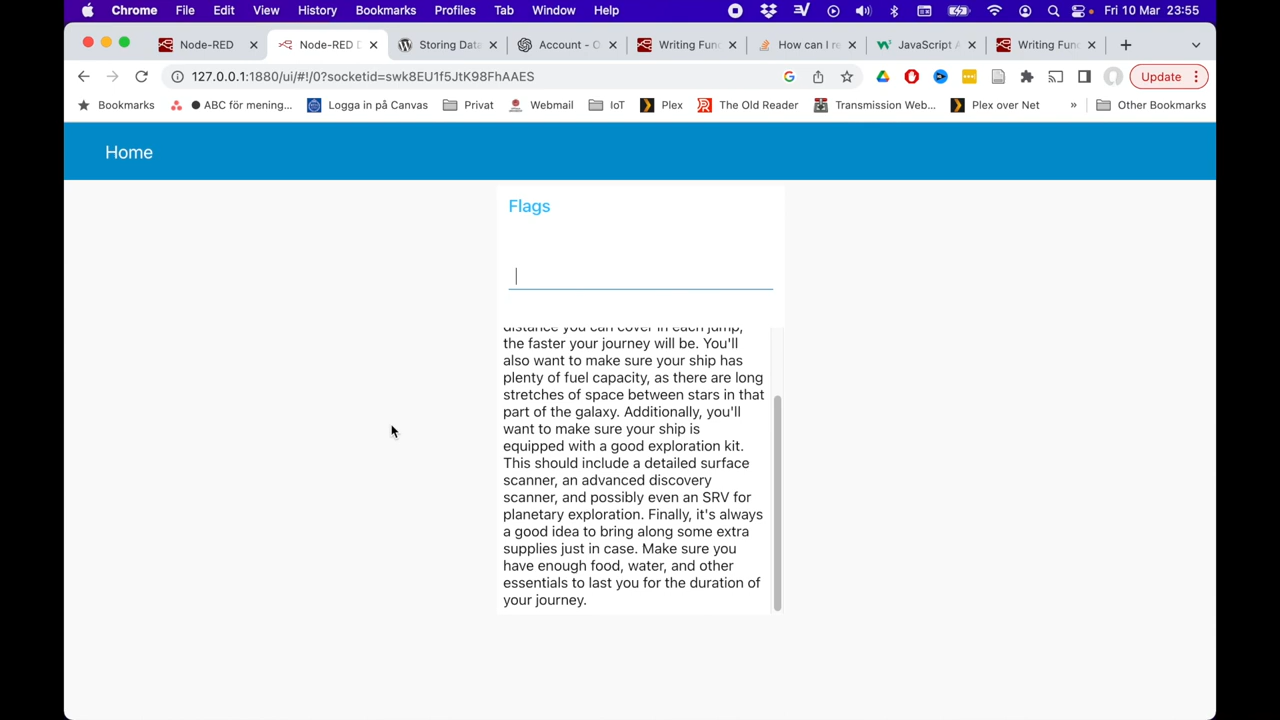 Chrome File Edit View History Bookmarks Profiles Tab Window Help Fri 10 Mar 23:55
Node-RED Node-RED D Storing Data Account - O Writing Func How can I re JavaScript A Writing Func
127.0.0.1:1880/ui/#!/0?socketid=swk8EU1f5JtK98FhAAES Update
Bookmarks ABC för mening... Logga in på Canvas Privat Webmail IoT Plex The Old Reader Transmission Web... Plex over Net » Other Bookmarks
Home
Flags
distance you can cover in each jump,
the faster your journey will be. You'll
also want to make sure your ship has
plenty of fuel capacity, as there are long
stretches of space between stars in that
part of the galaxy. Additionally, you'll
want to make sure your ship is
equipped with a good exploration kit.
This should include a detailed surface
scanner, an advanced discovery
scanner, and possibly even an SRV for
planetary exploration. Finally, it's always
a good idea to bring along some extra
supplies just in case. Make sure you
have enough food, water, and other
essentials to last you for the duration of
your journey.